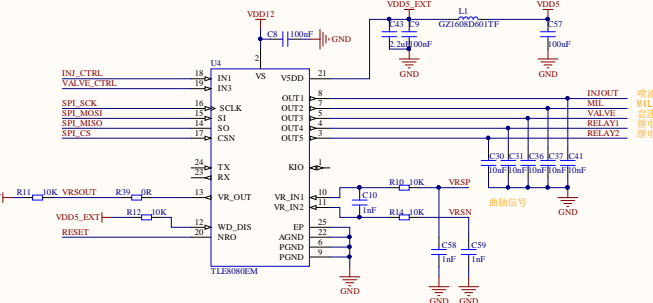 VDD5_EXT
L1
VDD5
VDD12
C43
C9
GZ1608D601TF
C57
C8
100nF
GND
2.2uF
100nF
100nF
2
GND
GND
U4
VS
INJ_CTRL
18
IN1
V5DD
21
VALVE_CTRL
19
IN3
OUT1
8
INJOUT
SPI_SCK
16
SCLK
OUT2
7
MIL
SPI_MOSI
15
SI
OUT3
5
VALVE
SPI_MISO
14
SO
OUT4
4
RELAY1
SPI_CS
17
CSN
OUT5
3
RELAY2
C30
C31
C36
C37
C41
24
TX
KIO
1
10nF
10nF
10nF
10nF
10nF
23
RX
R11
10K
VRSOUT
R39
0R
13
VR_OUT
VR_IN1
10
C10
R10
10K
VRSP
曲轴信号
VR_IN2
11
1nF
R14
10K
VRSN
GND
VDD5_EXT
R12
10K
12
WD_DIS
EP
25
RESET
20
NRO
AGND
22
PGND
6
PGND
9
C58
C59
1nF
1nF
TLE8080EM
GND
GND
GND